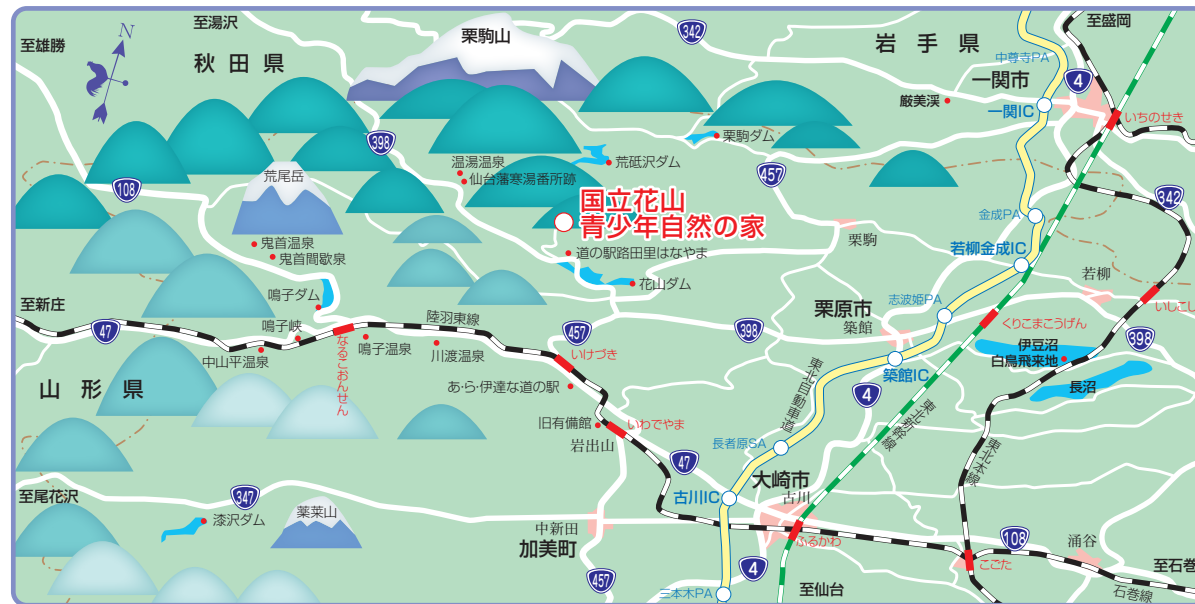 至湯沢
至雄勝
N
秋田県
栗駒山
342
岩手県
至盛岡
中尊寺PA
一関市
4
厳美渓
一関IC
いちのせき
栗駒ダム
398
荒砥沢ダム
温湯温泉
仙台藩寒湯番所跡
457
荒尾岳
108
国立花山
青少年自然の家
342
金成PA
栗駒
鬼首温泉
鬼首間歇泉
道の駅路田里はなやま
若柳金成IC
若柳
花山ダム
鳴子ダム
至新庄
47
鳴子峡
陸羽東線
457
398
栗原市
築館
志波姫PA
くりこまこうげん
いしこし
398
中山平温泉
なるこおんせん
鳴子温泉
川渡温泉
いけづき
伊豆沼
白鳥飛来地
築館IC
長沼
山形県
あ・ら・伊達な道の駅
東北自動車道
4
東北新幹線
旧有備館
いわでやま
岩出山
長者原SA
東北本線
47
大崎市
古川
古川IC
至尾花沢
347
漆沢ダム
薬莱山
中新田
加美町
ふるかわ
108
涌谷
こごた
至石巻
石巻線
457
三本木PA
4
至仙台